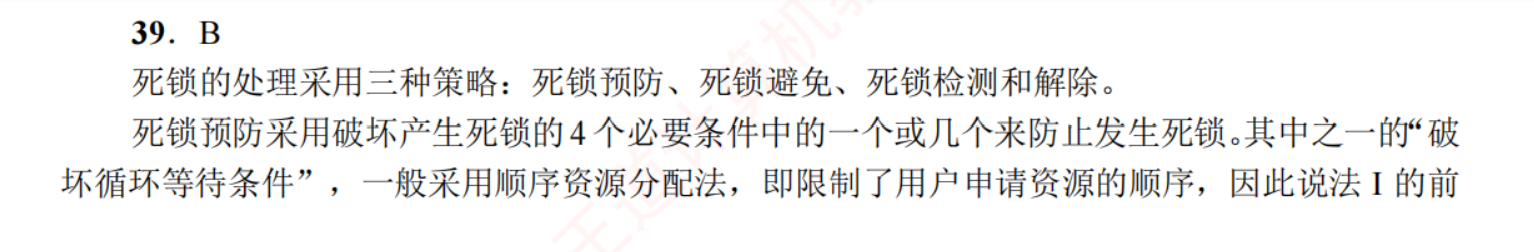 39. B
死锁的处理采用三种策略：死锁预防、死锁避免、死锁检测和解除。
死锁预防采用破坏产生死锁的4个必要条件中的一个或几个来防止发生死锁。其中之一的“破
坏循环等待条件”，一般采用顺序资源分配法，即限制了用户申请资源的顺序，因此说法 I 的前
王道计算机